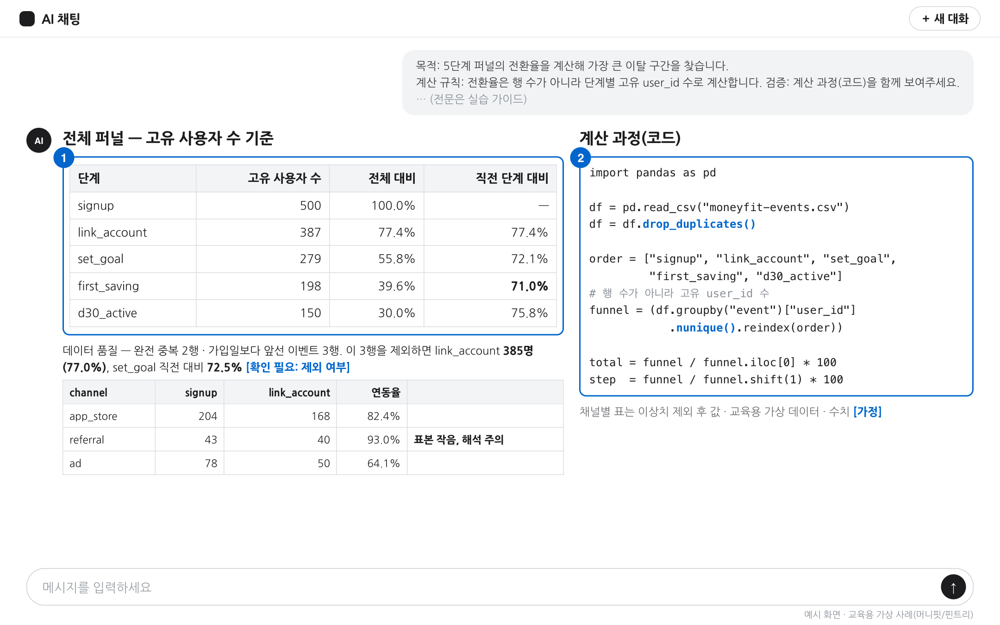 AI 채팅
+ 새 대화
목적: 5단계 퍼널의 전환율을 계산해 가장 큰 이탈 구간을 찾습니다.
계산 규칙: 전환율은 행 수가 아니라 단계별 고유 user_id 수로 계산합니다. 검증: 계산 과정(코드)을 함께 보여주세요.
… (전문은 실습 가이드)
AI
전체 퍼널 — 고유 사용자 수 기준
1
단계 고유 사용자 수 전체 대비 직전 단계 대비
signup 500 100.0% —
link_account 387 77.4% 77.4%
set_goal 279 55.8% 72.1%
first_saving 198 39.6% 71.0%
d30_active 150 30.0% 75.8%
데이터 품질 — 완전 중복 2행 · 가입일보다 앞선 이벤트 3행. 이 3행을 제외하면 link_account 385명
(77.0%), set_goal 직전 대비 72.5% [확인 필요: 제외 여부]
channel signup link_account 연동율
app_store 204 168 82.4%
referral 43 40 93.0% 표본 작음, 해석 주의
ad 78 50 64.1%
계산 과정(코드)
2
import pandas as pd
df = pd.read_csv("moneyfit-events.csv")
df = df.drop_duplicates()
order = ["signup", "link_account", "set_goal",
"first_saving", "d30_active"]
# 행 수가 아니라 고유 user_id 수
funnel = (df.groupby("event")["user_id"]
.nunique().reindex(order))
total = funnel / funnel.iloc[0] * 100
step = funnel / funnel.shift(1) * 100
채널별 표는 이상치 제외 후 값 · 교육용 가상 데이터 · 수치 [가정]
메시지를 입력하세요
↑
예시 화면 · 교육용 가상 사례(머니핏/핀트리)